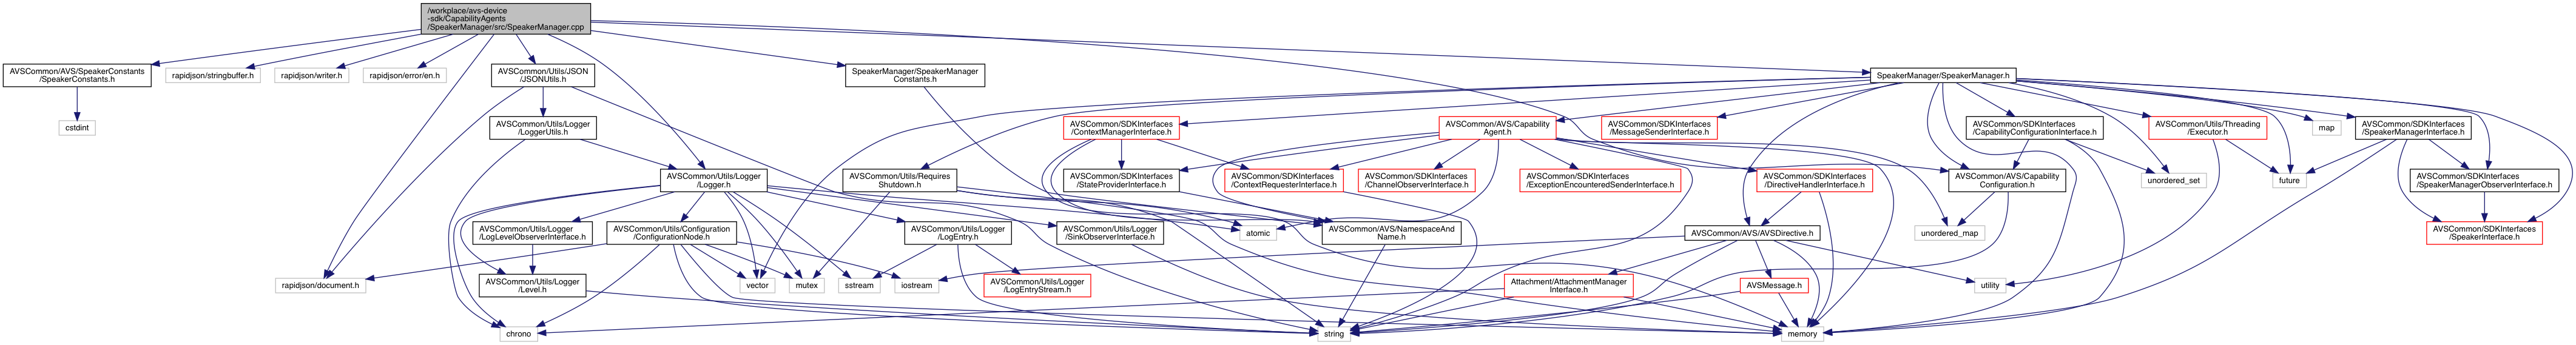 /workplace/avs-device
-sdk/CapabilityAgents
/SpeakerManager/src/SpeakerManager.cpp
AVSCommon/AVS/SpeakerConstants
/SpeakerConstants.h
rapidjson/stringbuffer.h
rapidjson/writer.h
rapidjson/error/en.h
AVSCommon/Utils/JSON
/JSONUtils.h
SpeakerManager/SpeakerManager
Constants.h
SpeakerManager/SpeakerManager.h
cstdint
AVSCommon/Utils/Logger
/LoggerUtils.h
AVSCommon/SDKInterfaces
/ContextManagerInterface.h
AVSCommon/AVS/Capability
Agent.h
AVSCommon/SDKInterfaces
/MessageSenderInterface.h
AVSCommon/SDKInterfaces
/CapabilityConfigurationInterface.h
AVSCommon/Utils/Threading
/Executor.h
map
AVSCommon/SDKInterfaces
/SpeakerManagerInterface.h
AVSCommon/Utils/Logger
/Logger.h
AVSCommon/Utils/Requires
Shutdown.h
AVSCommon/SDKInterfaces
/StateProviderInterface.h
AVSCommon/SDKInterfaces
/ContextRequesterInterface.h
AVSCommon/SDKInterfaces
/ChannelObserverInterface.h
AVSCommon/SDKInterfaces
/ExceptionEncounteredSenderInterface.h
AVSCommon/SDKInterfaces
/DirectiveHandlerInterface.h
AVSCommon/AVS/Capability
Configuration.h
unordered_set
future
AVSCommon/SDKInterfaces
/SpeakerManagerObserverInterface.h
AVSCommon/Utils/Logger
/LogLevelObserverInterface.h
AVSCommon/Utils/Configuration
/ConfigurationNode.h
AVSCommon/Utils/Logger
/LogEntry.h
AVSCommon/Utils/Logger
/SinkObserverInterface.h
atomic
AVSCommon/AVS/NamespaceAnd
Name.h
AVSCommon/AVS/AVSDirective.h
unordered_map
AVSCommon/SDKInterfaces
/SpeakerInterface.h
rapidjson/document.h
AVSCommon/Utils/Logger
/Level.h
vector
mutex
sstream
iostream
AVSCommon/Utils/Logger
/LogEntryStream.h
Attachment/AttachmentManager
Interface.h
AVSMessage.h
utility
chrono
string
memory